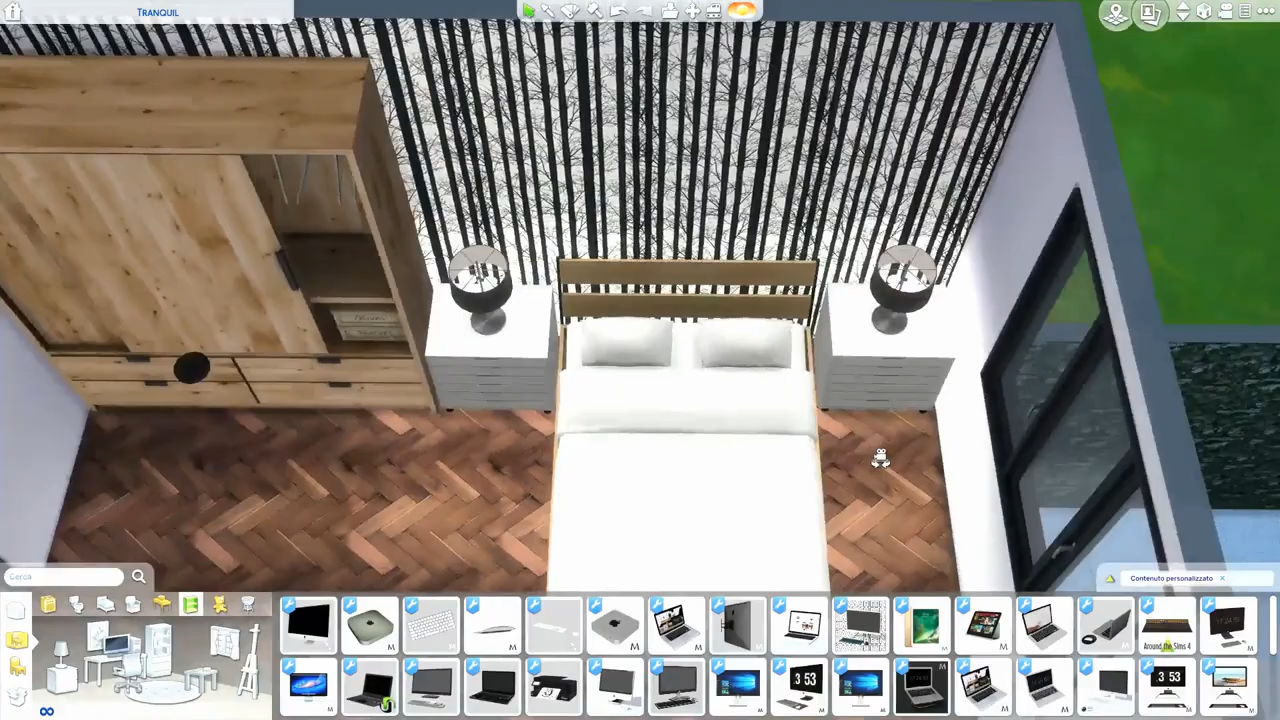 TRANQUIL
Cerca
Contenuto personalizzato
Around the Sims 4
3 53
3 53